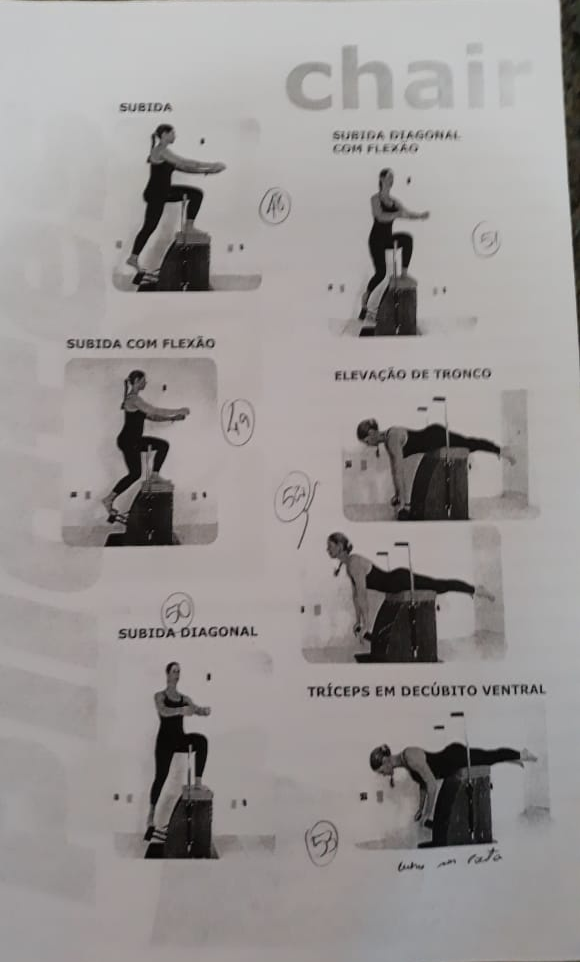 chair
SUBIDA
48
SUBIDA COM FLEXÃO
49
50
SUBIDA DIAGONAL
SUBIDA DIAGONAL
COM FLEXÃO
51
ELEVAÇÃO DE TRONCO
52
TRÍCEPS EM DECÚBITO VENTRAL
53